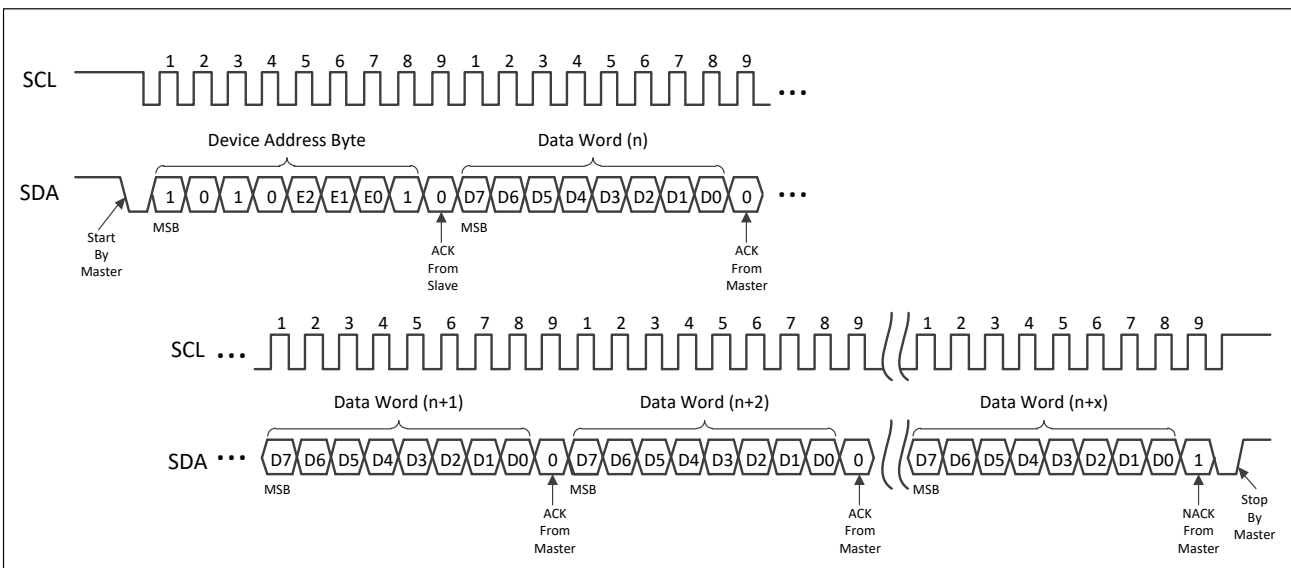 1 2 3 4 5 6 7 8 9 1 2 3 4 5 6 7 8 9
SCL ...
Device Address Byte Data Word (n)
SDA 1 0 1 0 E2 E1 E0 1 0 D7 D6 D5 D4 D3 D2 D1 D0 0 ...
MSB MSB
Start
By
Master
ACK
From
Slave
ACK
From
Master
1 2 3 4 5 6 7 8 9 1 2 3 4 5 6 7 8 9 1 2 3 4 5 6 7 8 9
SCL ...
Data Word (n+1) Data Word (n+2) Data Word (n+x)
SDA ... D7 D6 D5 D4 D3 D2 D1 D0 0 D7 D6 D5 D4 D3 D2 D1 D0 0 D7 D6 D5 D4 D3 D2 D1 D0 1
MSB MSB MSB
ACK
From
Master
ACK
From
Master
NACK
From
Master
Stop
By
Master